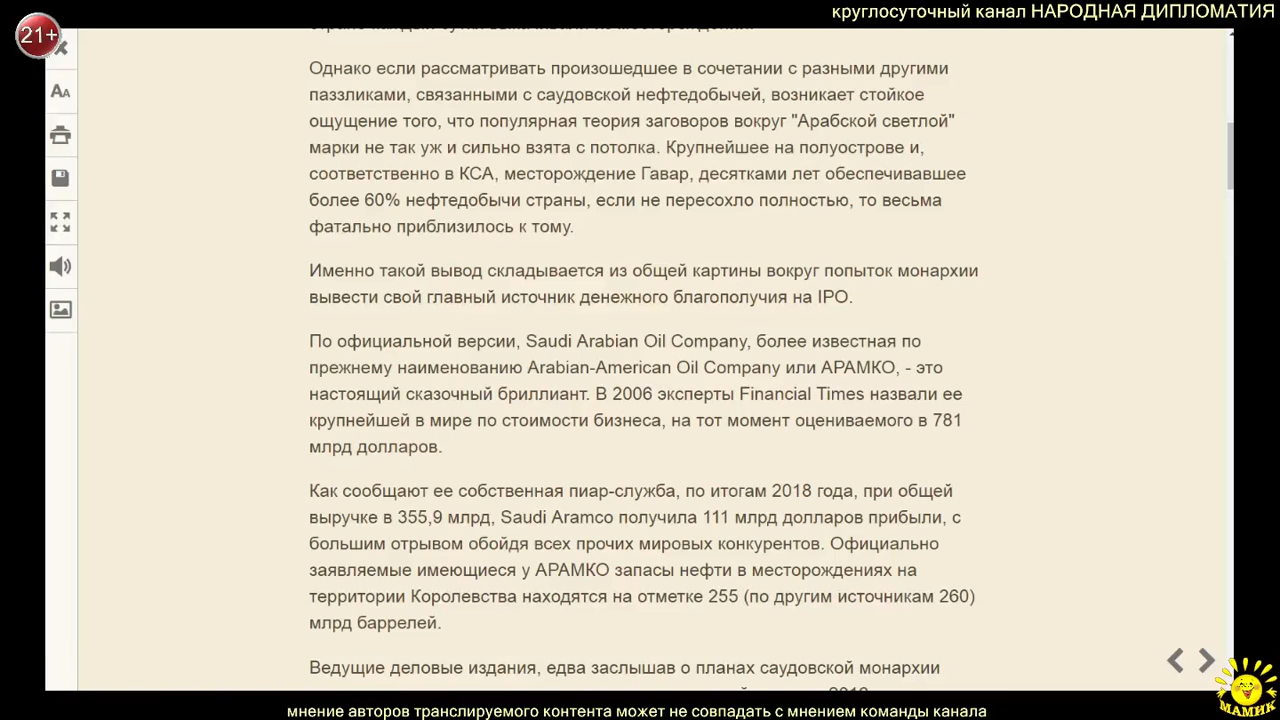 круглосуточный канал НАРОДНАЯ ДИПЛОМАТИЯ
21+
Однако если рассматривать произошедшее в сочетании с разными другими
паззликами, связанными с саудовской нефтедобычей, возникает стойкое
ощущение того, что популярная теория заговоров вокруг "Арабской светлой"
марки не так уж и сильно взята с потолка. Крупнейшее на полуострове и,
соответственно в КСА, месторождение Гавар, десятками лет обеспечивавшее
более 60% нефтедобычи страны, если не пересохло полностью, то весьма
фатально приблизилось к тому.
Именно такой вывод складывается из общей картины вокруг попыток монархии
вывести свой главный источник денежного благополучия на IPO.
По официальной версии, Saudi Arabian Oil Company, более известная по
прежнему наименованию Arabian-American Oil Company или АРАМКО, - это
настоящий сказочный бриллиант. В 2006 эксперты Financial Times назвали ее
крупнейшей в мире по стоимости бизнеса, на тот момент оцениваемого в 781
млрд долларов.
Как сообщают ее собственная пиар-служба, по итогам 2018 года, при общей
выручке в 355,9 млрд, Saudi Aramco получила 111 млрд долларов прибыли, с
большим отрывом обойдя всех прочих мировых конкурентов. Официально
заявляемые имеющиеся у АРАМКО запасы нефти в месторождениях на
территории Королевства находятся на отметке 255 (по другим источникам 260)
млрд баррелей.
Ведущие деловые издания, едва заслышав о планах саудовской монархии
МАМИК
мнение авторов транслируемого контента может не совпадать с мнением команды канала